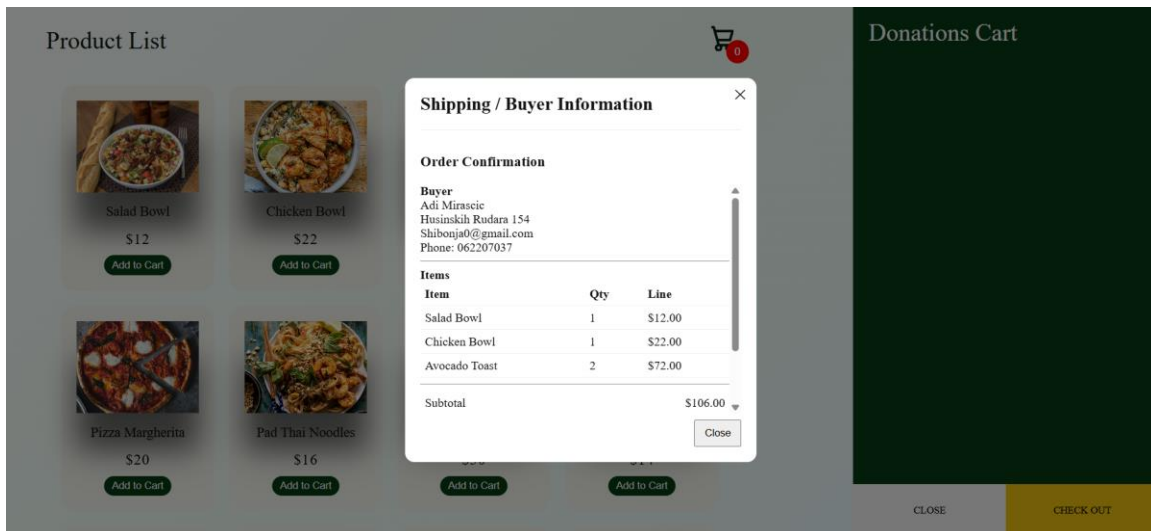 Product List
0
Donations Cart
Salad Bowl
$12
Add to Cart
Chicken Bowl
$22
Add to Cart
Pizza Margherita
$20
Add to Cart
Pad Thai Noodles
$16
Add to Cart
Add to Cart
Add to Cart
Shipping / Buyer Information
Order Confirmation
Buyer
Adi Mirascic
Husinskih Rudara 154
Shibonja0@gmail.com
Phone: 062207037
Items
Item Qty Line
Salad Bowl 1 $12.00
Chicken Bowl 1 $22.00
Avocado Toast 2 $72.00
Subtotal $106.00
Close
CLOSE
CHECK OUT